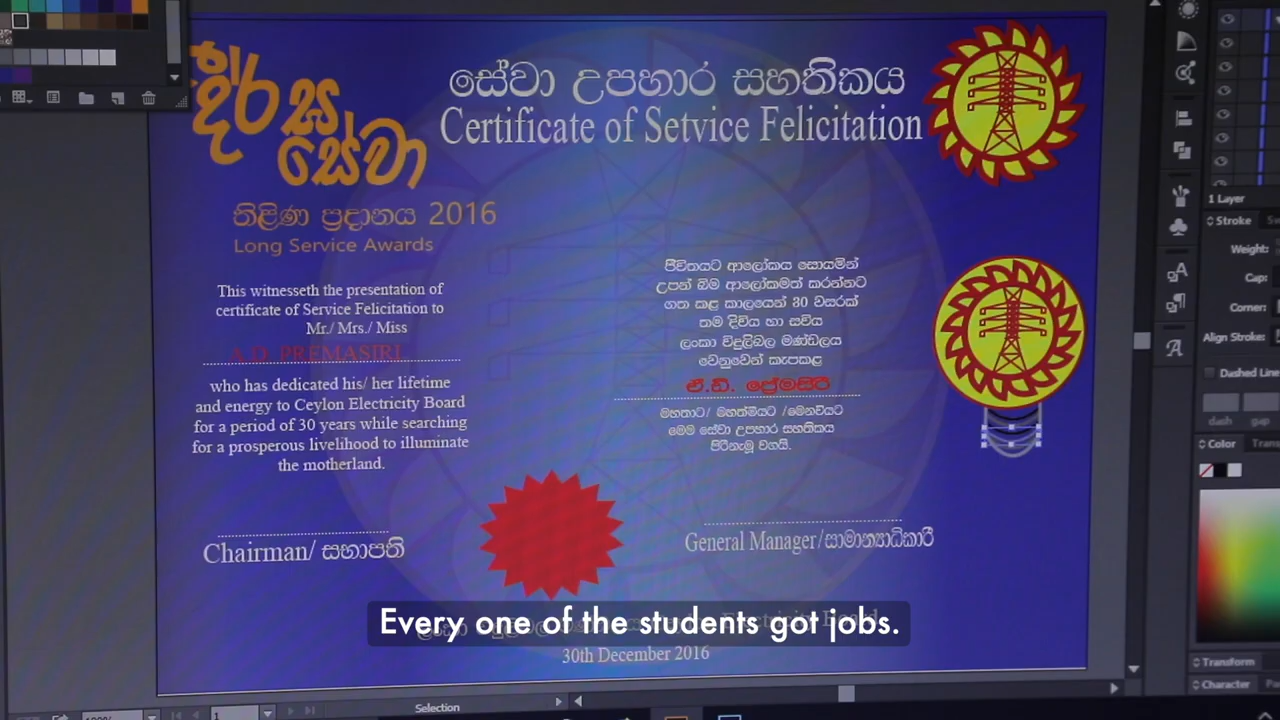 දිරිය
සේවා
තිළිණ ප්‍රදානය 2016
Long Service Awards
සේවා උපහාර සහතිකය
Certificate of Setvice Felicitation
This witnesseth the presentation of
certificate of Service Felicitation to
Mr./ Mrs./ Miss
A.D. PREMASIRI
who has dedicated his/ her lifetime
and energy to Ceylon Electricity Board
for a period of 30 years while searching
for a prosperous livelihood to illuminate
the motherland.
ජීවිතයට ආලෝකය සොයමින්
උපන් බිම ආලෝකමත් කරන්නට
ගත කළ කාලයෙන් 30 වසරක්
තම දිවිය හා සවිය
ලංකා විදුලිබල මණ්ඩලය
වෙනුවෙන් කැපකළ
ඒ.ඩී. ප්‍රේමසිරි
මහතාට/ මහත්මියට /මෙනවියට
මෙම සේවා උපහාර සහතිකය
පිරිනැමූ වගයි.
Chairman/ සභාපති
General Manager/සාමාන්‍යාධිකාරී
Electricity Board
Every one of the students got jobs.
30th December 2016
1 Layer
Stroke
Weight:
Cap:
Corner:
Align Stroke:
Dashed Line
dash gap
Color
Transform
Character
1
Selection